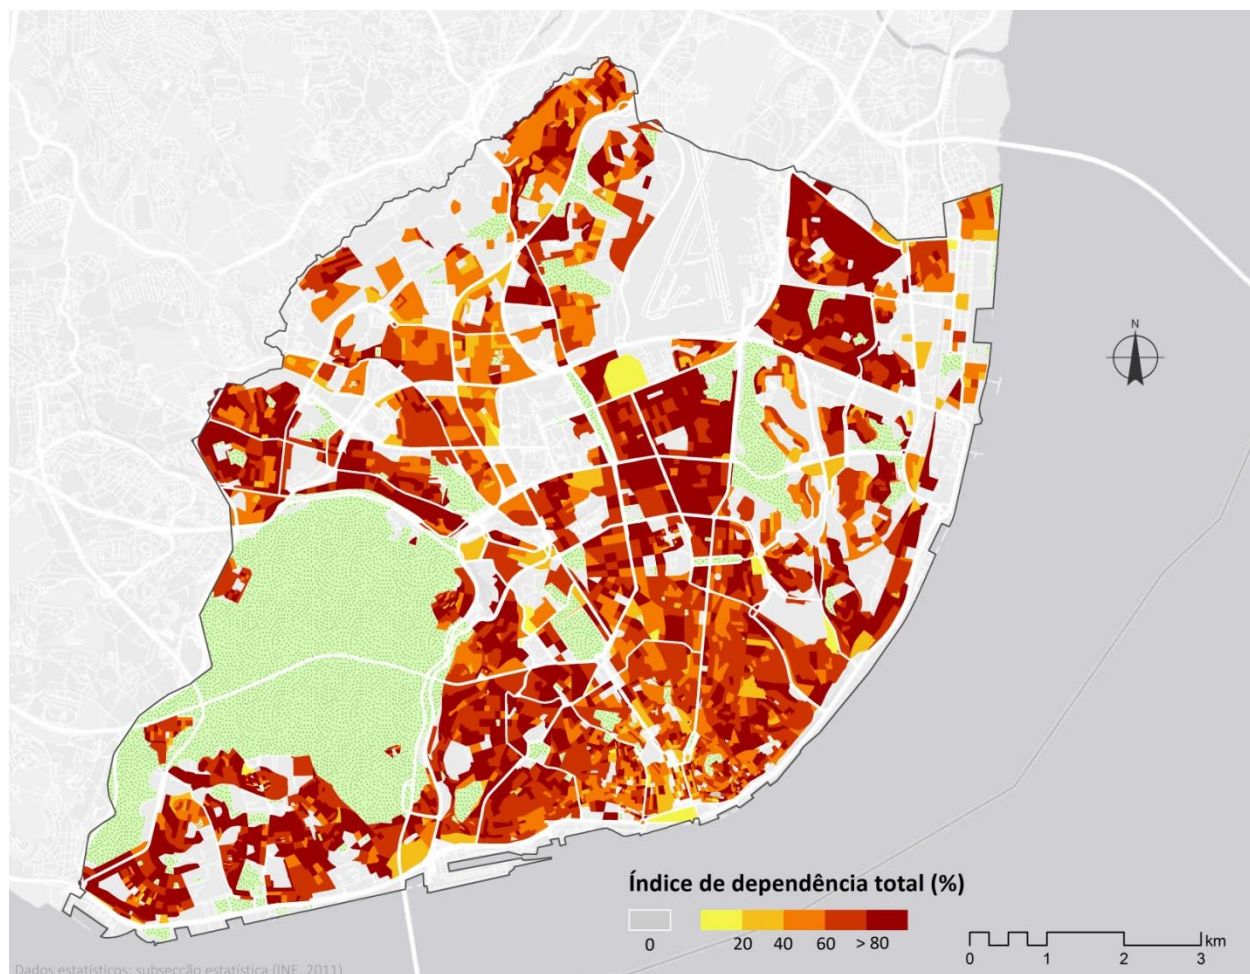 N
Índice de dependência total (%)
0 20 40 60 > 80
km
0 1 2 3
Dados estatísticos: subsecção estatística (INE, 2011)